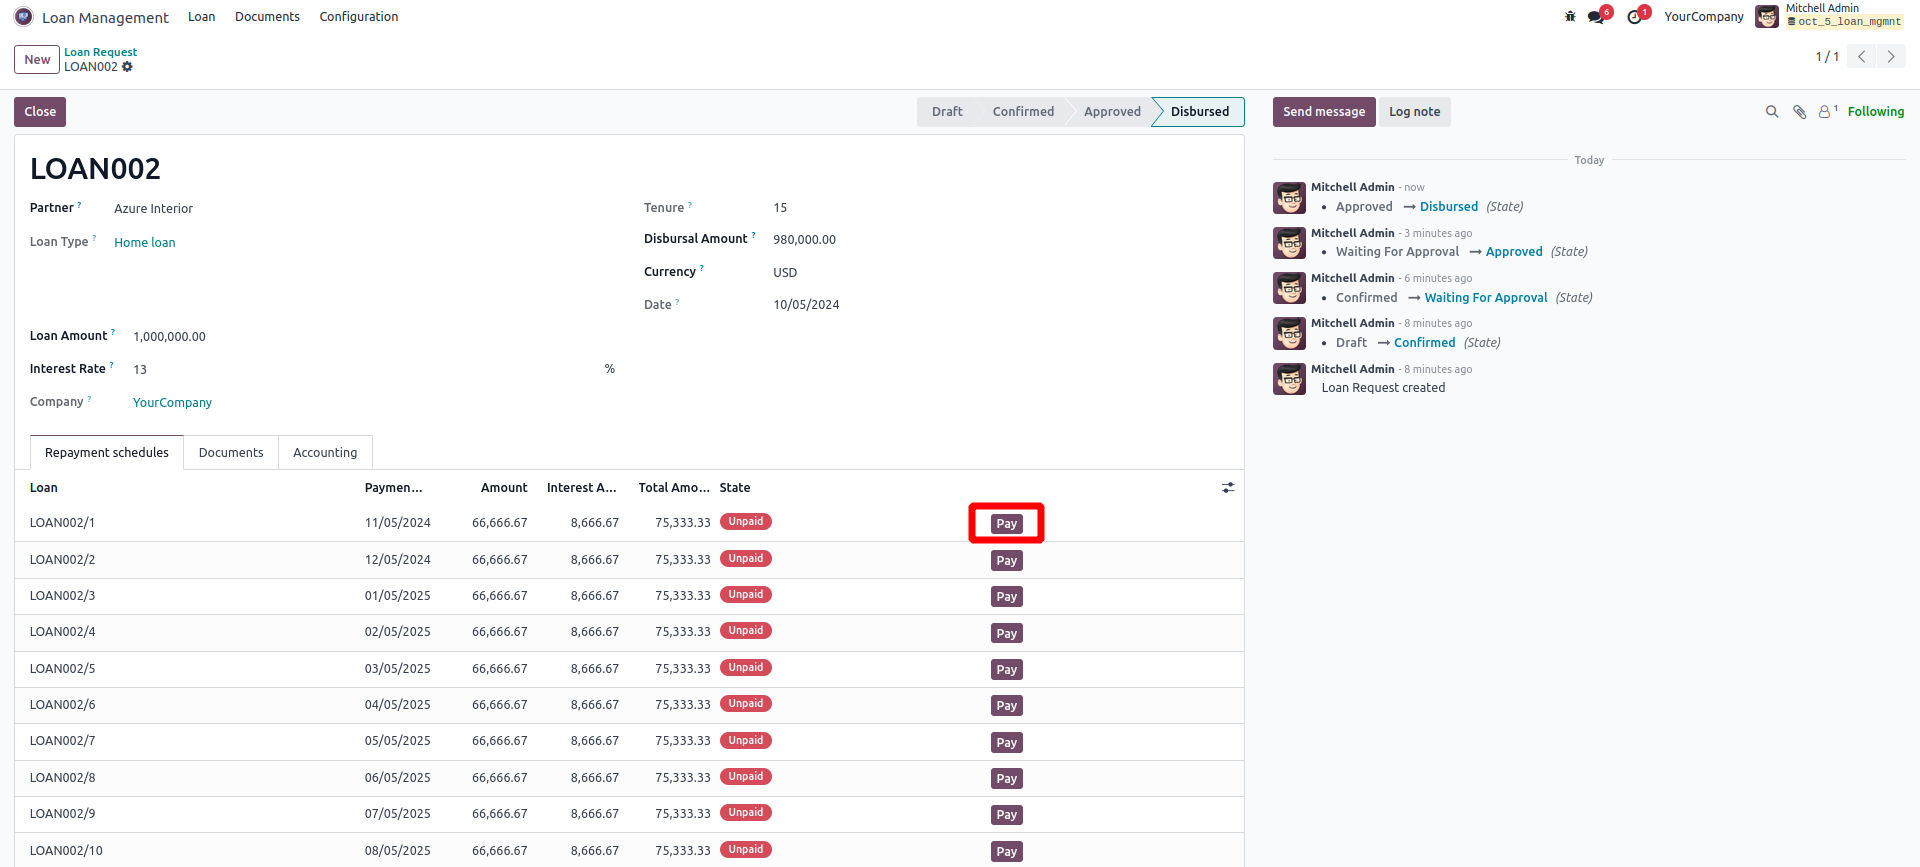 Loan Management Loan Documents Configuration 6 1 YourCompany Mitchell Admin
oct_5_loan_mgmnt
New Loan Request
LOAN002
1 / 1
Close Draft Confirmed Approved Disbursed
LOAN002
Partner ? Azure Interior
Loan Type ? Home loan
Tenure ? 15
Disbursal Amount ? 980,000.00
Currency ? USD
Date ? 10/05/2024
Loan Amount ? 1,000,000.00
Interest Rate ? 13 %
Company ? YourCompany
Repayment schedules Documents Accounting
Loan Paymen... Amount Interest A... Total Amo... State
LOAN002/1 11/05/2024 66,666.67 8,666.67 75,333.33 Unpaid Pay
LOAN002/2 12/05/2024 66,666.67 8,666.67 75,333.33 Unpaid Pay
LOAN002/3 01/05/2025 66,666.67 8,666.67 75,333.33 Unpaid Pay
LOAN002/4 02/05/2025 66,666.67 8,666.67 75,333.33 Unpaid Pay
LOAN002/5 03/05/2025 66,666.67 8,666.67 75,333.33 Unpaid Pay
LOAN002/6 04/05/2025 66,666.67 8,666.67 75,333.33 Unpaid Pay
LOAN002/7 05/05/2025 66,666.67 8,666.67 75,333.33 Unpaid Pay
LOAN002/8 06/05/2025 66,666.67 8,666.67 75,333.33 Unpaid Pay
LOAN002/9 07/05/2025 66,666.67 8,666.67 75,333.33 Unpaid Pay
LOAN002/10 08/05/2025 66,666.67 8,666.67 75,333.33 Unpaid Pay
Send message Log note 1 Following
Today
Mitchell Admin - now
• Approved → Disbursed (State)
Mitchell Admin - 3 minutes ago
• Waiting For Approval → Approved (State)
Mitchell Admin - 6 minutes ago
• Confirmed → Waiting For Approval (State)
Mitchell Admin - 8 minutes ago
• Draft → Confirmed (State)
Mitchell Admin - 8 minutes ago
Loan Request created